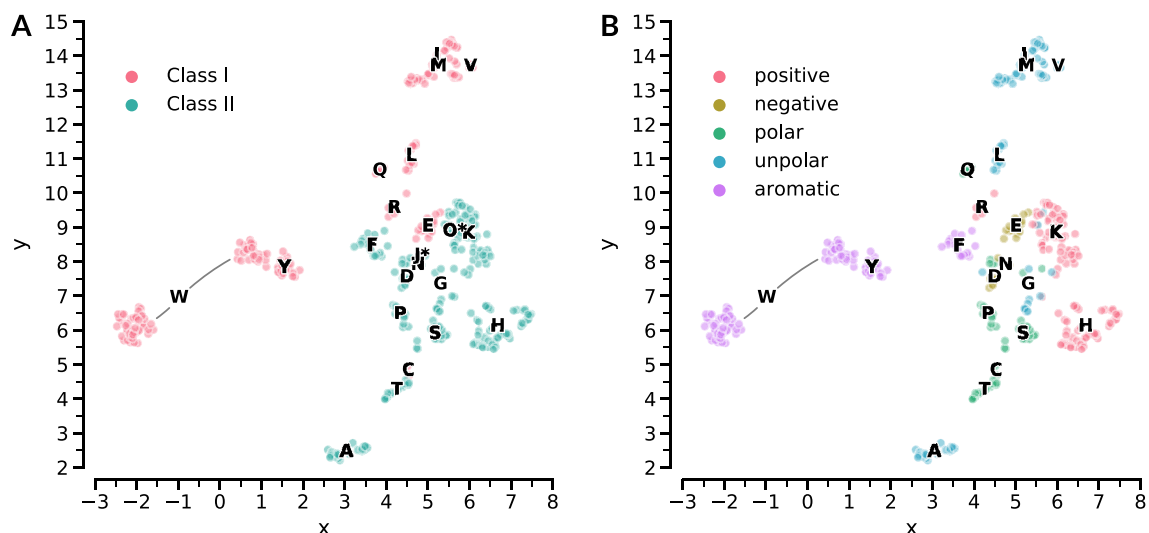 A
B
Class I
Class II
positive
negative
polar
unpolar
aromatic
15
14
13
12
11
10
9
8
7
6
5
4
3
2
y
−3 −2 −1 0 1 2 3 4 5 6 7 8
x
I
M V
L
Q
R
E
O* K
F
J*
N
D
G
Y
W
P
S
H
C
T
A
15
14
13
12
11
10
9
8
7
6
5
4
3
2
y
−3 −2 −1 0 1 2 3 4 5 6 7 8
x
I
M V
L
Q
R
E
K
F
N
D
G
Y
W
P
S
H
C
T
A